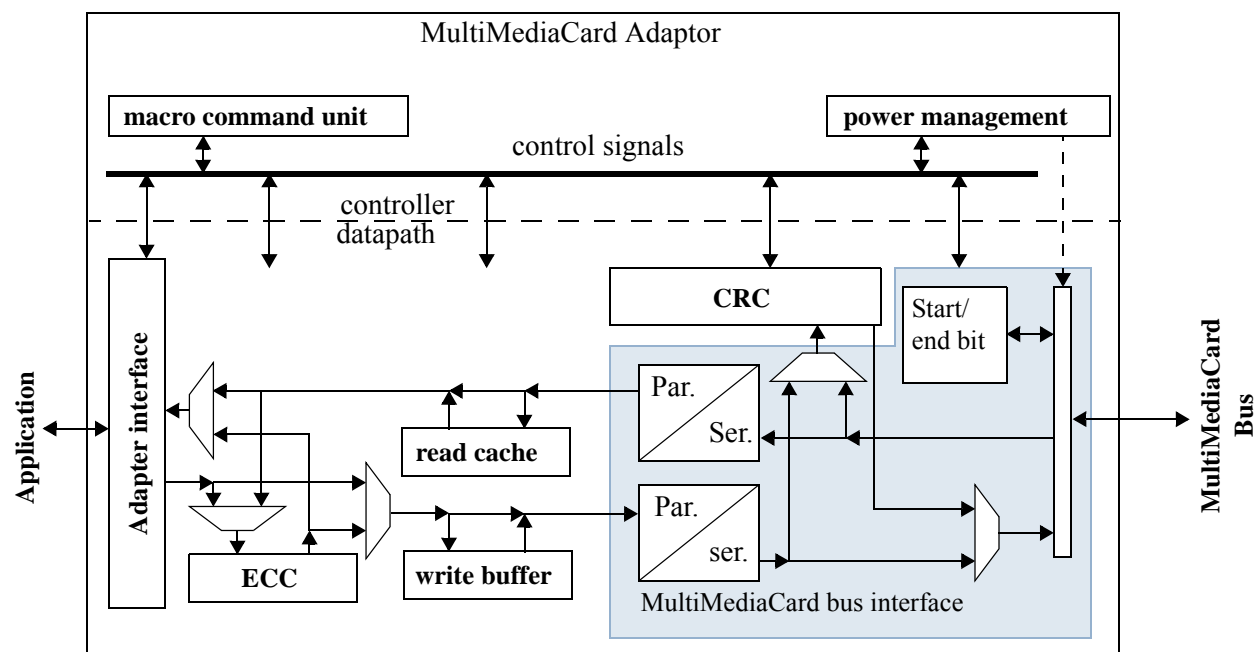 MultiMediaCard Adaptor
macro command unit
power management
control signals
controller
datapath
CRC
Start/
end bit
Adapter interface
Application
MultiMediaCard
Bus
Par.
Ser.
read cache
Par.
ser.
ECC
write buffer
MultiMediaCard bus interface